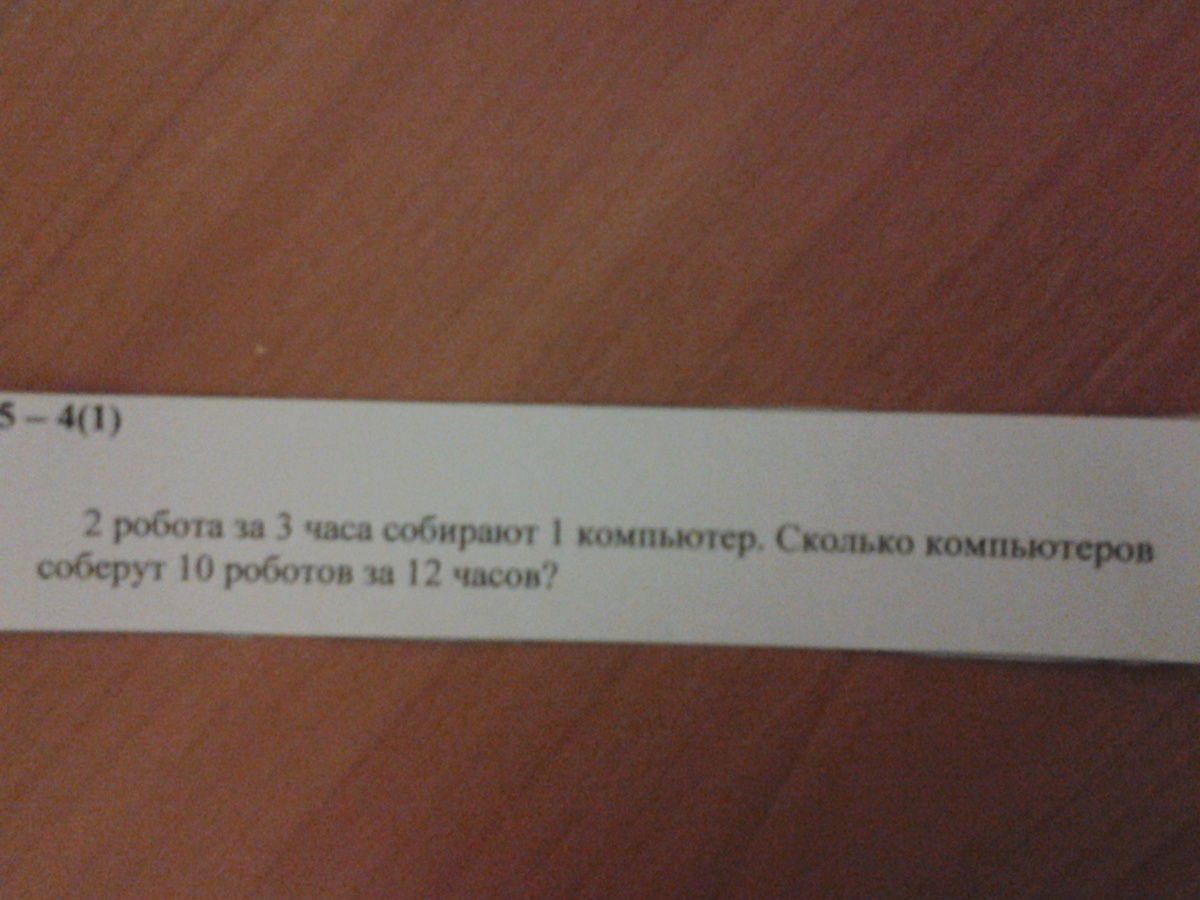 5 – 4(1)
2 робота за 3 часа собирают 1 компьютер. Сколько компьютеров
соберут 10 роботов за 12 часов?